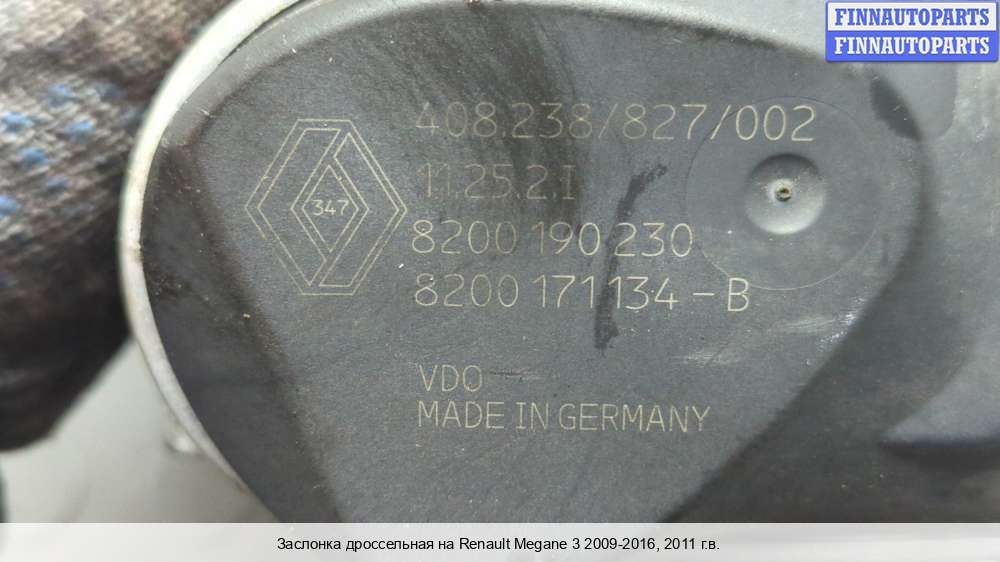 FINNAUTOPARTS
FINNAUTOPARTS
408.238/827/002
11.25.2.I
347
8200 190 230
8200 171 134 - B
VDO
MADE IN GERMANY
Заслонка дроссельная на Renault Megane 3 2009-2016, 2011 г.в.